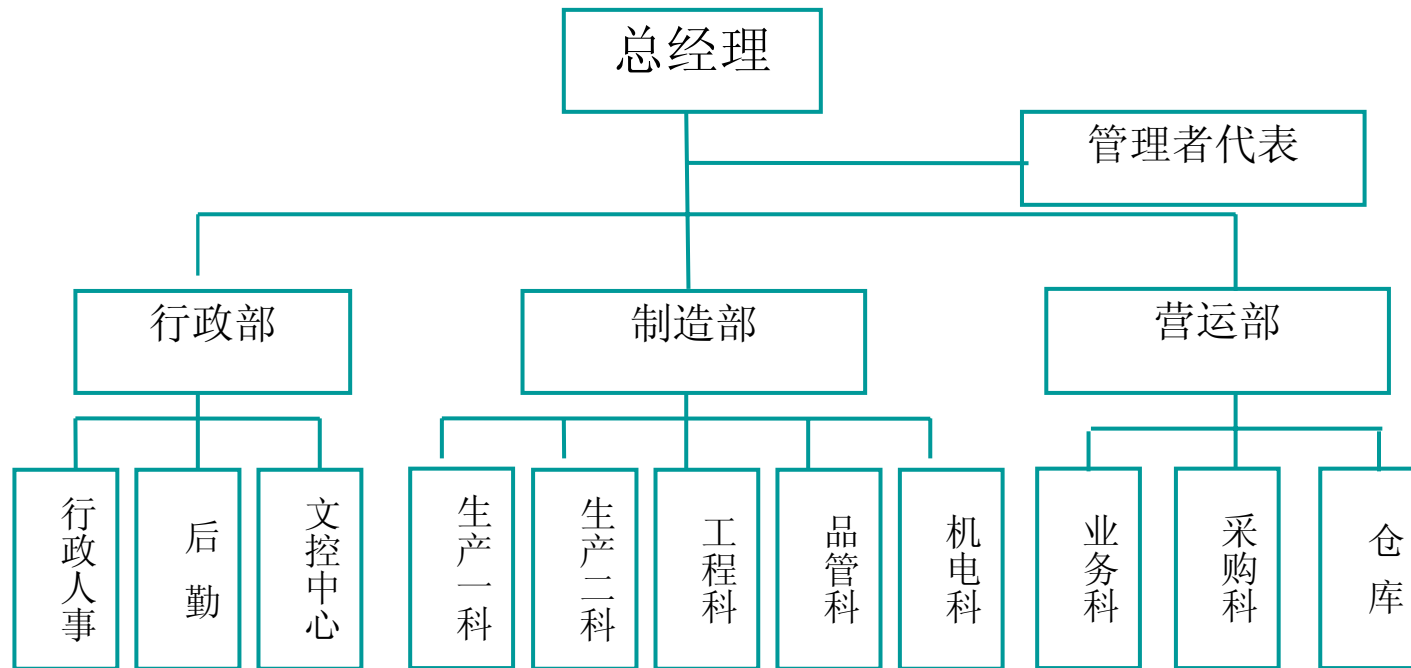 总经理
管理者代表
行政部
制造部
营运部
行政人事
后勤
文控中心
生产一科
生产二科
工程科
品管科
机电科
业务科
采购科
仓库